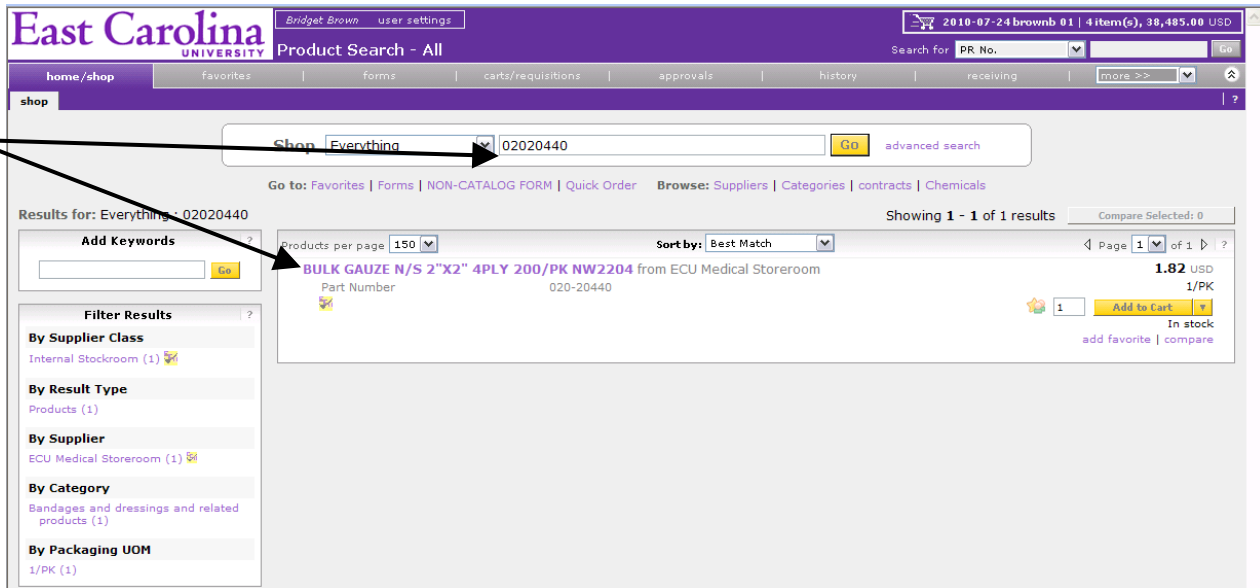 East Carolina
UNIVERSITY
Bridget Brown user settings
2010-07-24 brownb 01 | 4 item(s), 38,485.00 USD
Product Search - All
Search for PR No. Go
home/shop favorites | forms | carts/requisitions | approvals | history | receiving | more >>
shop | ?
Shop Everything 02020440 Go advanced search
Go to: Favorites | Forms | NON-CATALOG FORM | Quick Order Browse: Suppliers | Categories | contracts | Chemicals
Results for: Everything : 02020440
Showing 1 - 1 of 1 results Compare Selected: 0
Add Keywords ?
Go
Products per page 150 Sort by: Best Match Page 1 of 1 ?
BULK GAUZE N/S 2"X2" 4PLY 200/PK NW2204 from ECU Medical Storeroom 1.82 USD
Part Number 020-20440 1/PK
1 Add to Cart
In stock
add favorite | compare
Filter Results ?
By Supplier Class
Internal Stockroom (1)
By Result Type
Products (1)
By Supplier
ECU Medical Storeroom (1)
By Category
Bandages and dressings and related
products (1)
By Packaging UOM
1/PK (1)